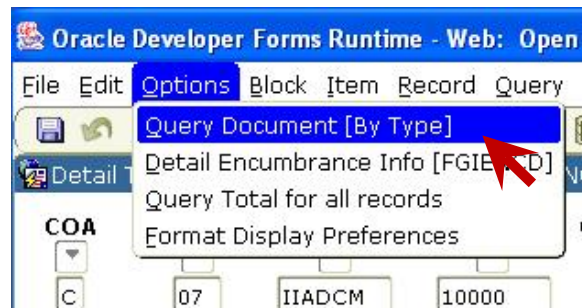 Oracle Developer Forms Runtime - Web: Open
File Edit Options Block Item Record Query
Query Document [By Type]
Detail Detail Encumbrance Info
Query Total for all records
COA Format Display Preferences
C 07 IIADCM 10000